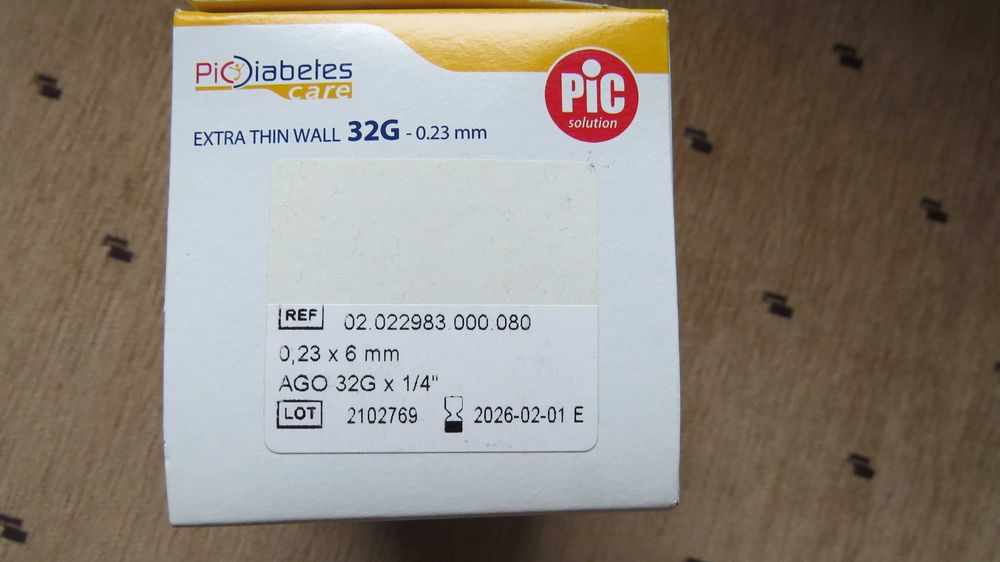 PiC Diabetes
care
PiC
solution
EXTRA THIN WALL 32G - 0.23 mm
REF 02.022983.000.080
0,23 x 6 mm
AGO 32G x 1/4"
LOT 2102769 2026-02-01 E